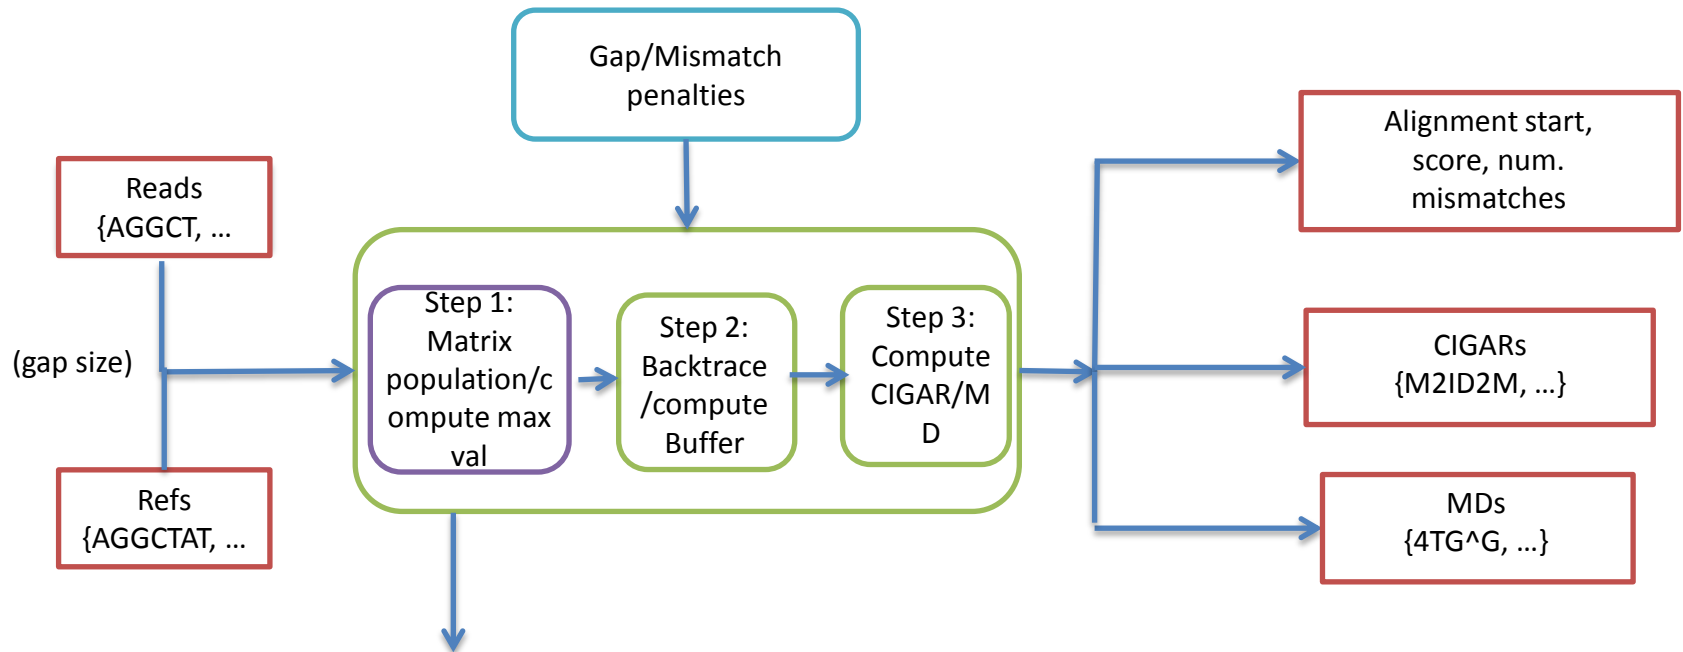 Gap/Mismatch
penalties
Reads
{AGGCT, ...
(gap size)
Refs
{AGGCTAT, ...
Step 1:
Matrix
population/c
ompute max
val
Step 2:
Backtrace
/compute
Buffer
Step 3:
Compute
CIGAR/M
D
Alignment start,
score, num.
mismatches
CIGARs
{M2ID2M, ...}
MDs
{4TG^G, ...}